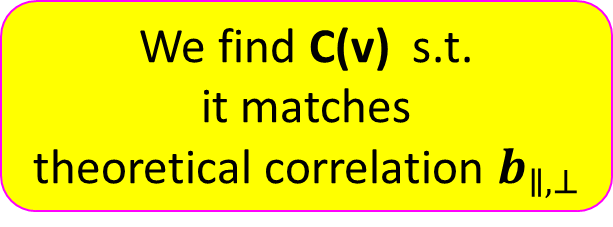 We find C(v) s.t.
it matches
theoretical correlation b∥,⊥